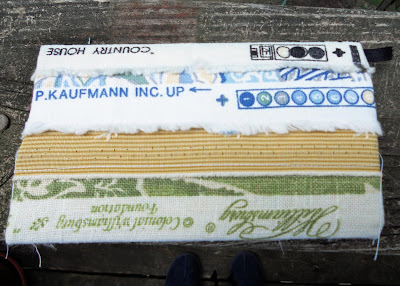 "COUNTRY HOUSE
P.KAUFMANN INC. UP ← +
Williamsburg
© Colonial Williamsburg
Foundation